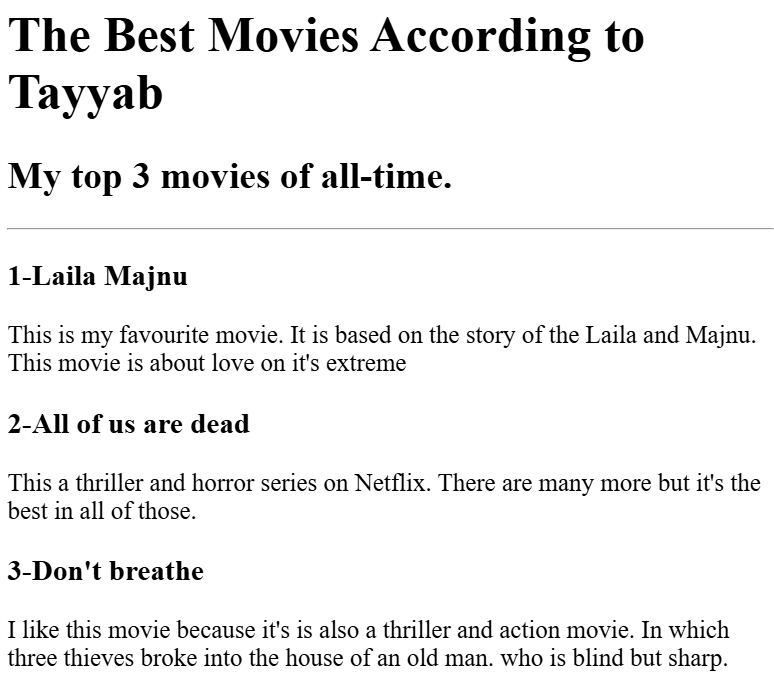 The Best Movies According to
Tayyab
My top 3 movies of all-time.
1-Laila Majnu
This is my favourite movie. It is based on the story of the Laila and Majnu.
This movie is about love on it's extreme
2-All of us are dead
This a thriller and horror series on Netflix. There are many more but it's the
best in all of those.
3-Don't breathe
I like this movie because it's is also a thriller and action movie. In which
three thieves broke into the house of an old man. who is blind but sharp.